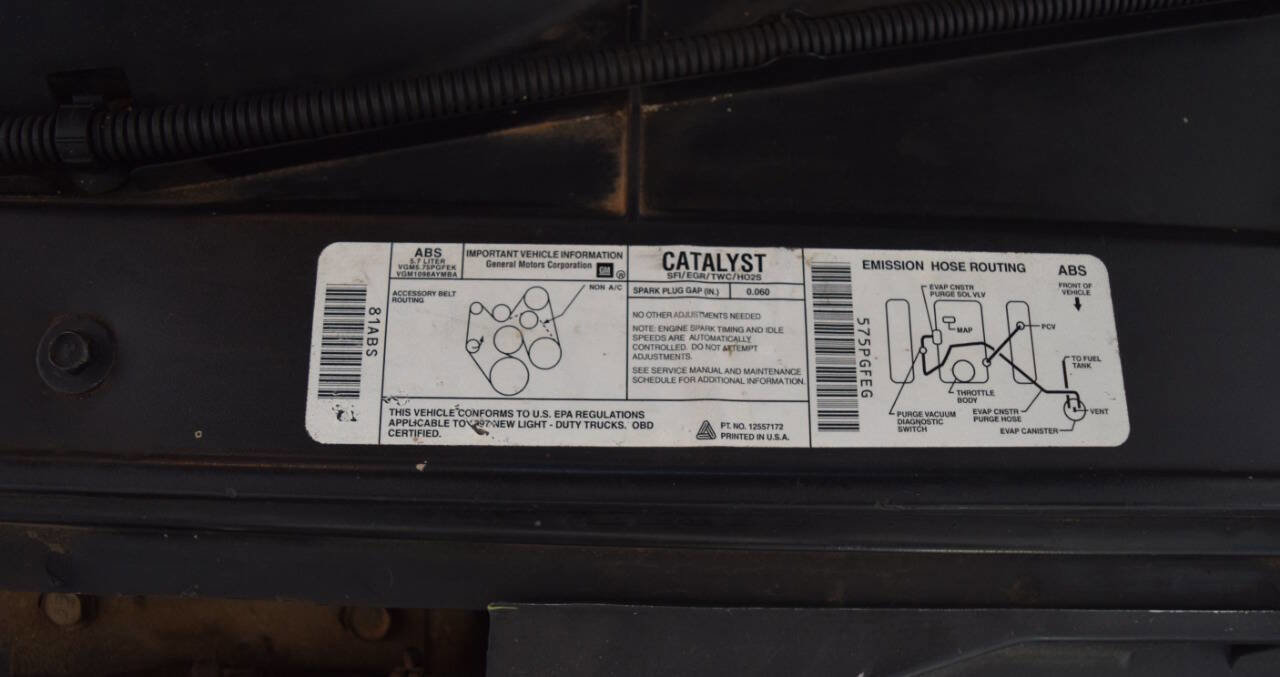 81ABS
ABS
5.7 LITER
VGM5.75PGFEK
VGM1098AYMBA
IMPORTANT VEHICLE INFORMATION
General Motors Corporation GM ®
ACCESSORY BELT
ROUTING
NON A/C
CATALYST
SFI/EGR/TWC/HO2S
SPARK PLUG GAP (IN.) 0.060
NO OTHER ADJUSTMENTS NEEDED
NOTE: ENGINE SPARK TIMING AND IDLE
SPEEDS ARE AUTOMATICALLY
CONTROLLED. DO NOT ATTEMPT
ADJUSTMENTS.
SEE SERVICE MANUAL AND MAINTENANCE
SCHEDULE FOR ADDITIONAL INFORMATION.
THIS VEHICLE CONFORMS TO U.S. EPA REGULATIONS
APPLICABLE TO NEW LIGHT - DUTY TRUCKS. OBD
CERTIFIED.
PT. NO. 12557172
PRINTED IN U.S.A.
575PGFEG
EMISSION HOSE ROUTING
ABS
FRONT OF
VEHICLE
EVAP CNSTR
PURGE SOL VLV
MAP
PCV
TO FUEL
TANK
THROTTLE
BODY
PURGE VACUUM
DIAGNOSTIC
SWITCH
EVAP CNSTR
PURGE HOSE
VENT
EVAP CANISTER